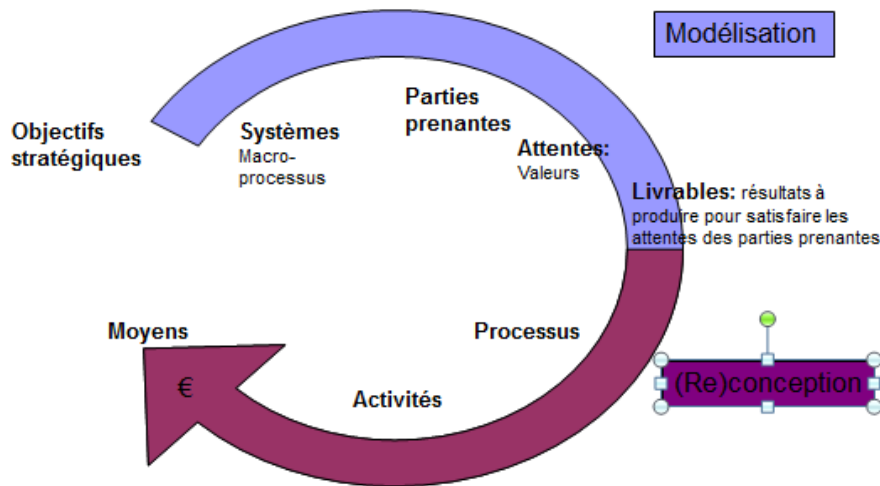 Modélisation
Objectifs
stratégiques
Systèmes
Macro-
processus
Parties
prenantes
Attentes:
Valeurs
Livrables: résultats à
produire pour satisfaire les
attentes des parties prenantes
Moyens
Processus
€
Activités
(Re)conception